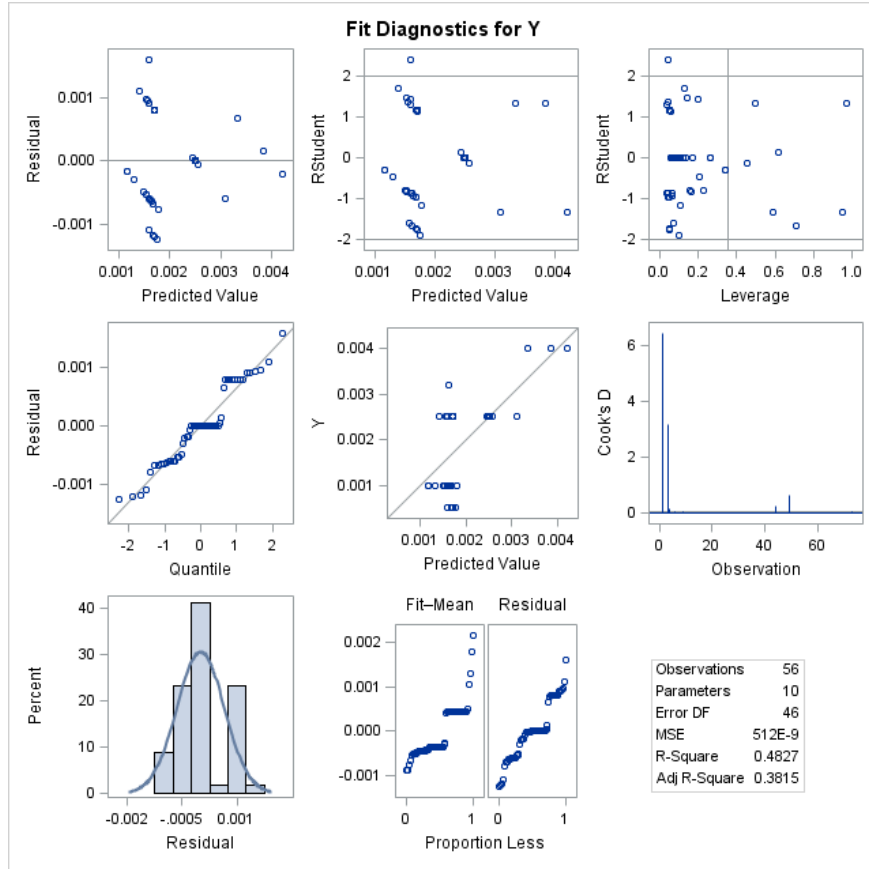 Fit Diagnostics for Y
Residual
0.001
0.000
-0.001
0.001 0.002 0.003 0.004
Predicted Value
RStudent
2
1
0
-1
-2
0.001 0.002 0.003 0.004
Predicted Value
RStudent
2
1
0
-1
-2
0.0 0.2 0.4 0.6 0.8 1.0
Leverage
Residual
0.001
0.000
-0.001
-2 -1 0 1 2
Quantile
Y
0.004
0.003
0.002
0.001
0.001 0.002 0.003 0.004
Predicted Value
Cook's D
6
4
2
0
0 20 40 60
Observation
Percent
40
30
20
10
0
-0.002 -.0005 0.001
Residual
Fit–Mean Residual
0.002
0.001
0.000
-0.001
0 1 0 1
Proportion Less
Observations 56
Parameters 10
Error DF 46
MSE 512E-9
R-Square 0.4827
Adj R-Square 0.3815